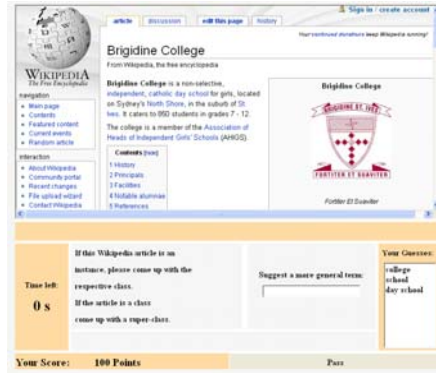 Sign in / create account
article discussion edit this page history
Your continued donations keep Wikipedia running!
WIKIPEDIA
The Free Encyclopedia
navigation
Main page
Contents
Featured content
Current events
Random article
interaction
About Wikipedia
Community portal
Recent changes
File upload wizard
Contact Wikipedia
Brigidine College
From Wikipedia, the free encyclopedia
Brigidine College is a non-selective,
independent, catholic day school for girls, located
on Sydney's North Shore, in the suburb of St
Ives. It caters to 860 students in grades 7 - 12.
The college is a member of the Association of
Heads of Independent Girls' Schools (AHIGS).
Contents [hide]
1 History
2 Principals
3 Facilities
4 Notable alumnae
5 References
Brigidine College
BRIGIDINE ST. IVES
FORTITER ET SUAVITER
Fortiter Et Suaviter
Time left:
0 s
If this Wikipedia article is an
instance, please come up with the
respective class.
If the article is a class
come up with a super-class.
Suggest a more general term:
Your Guesses:
college
school
day school
Your Score: 100 Points
Pass